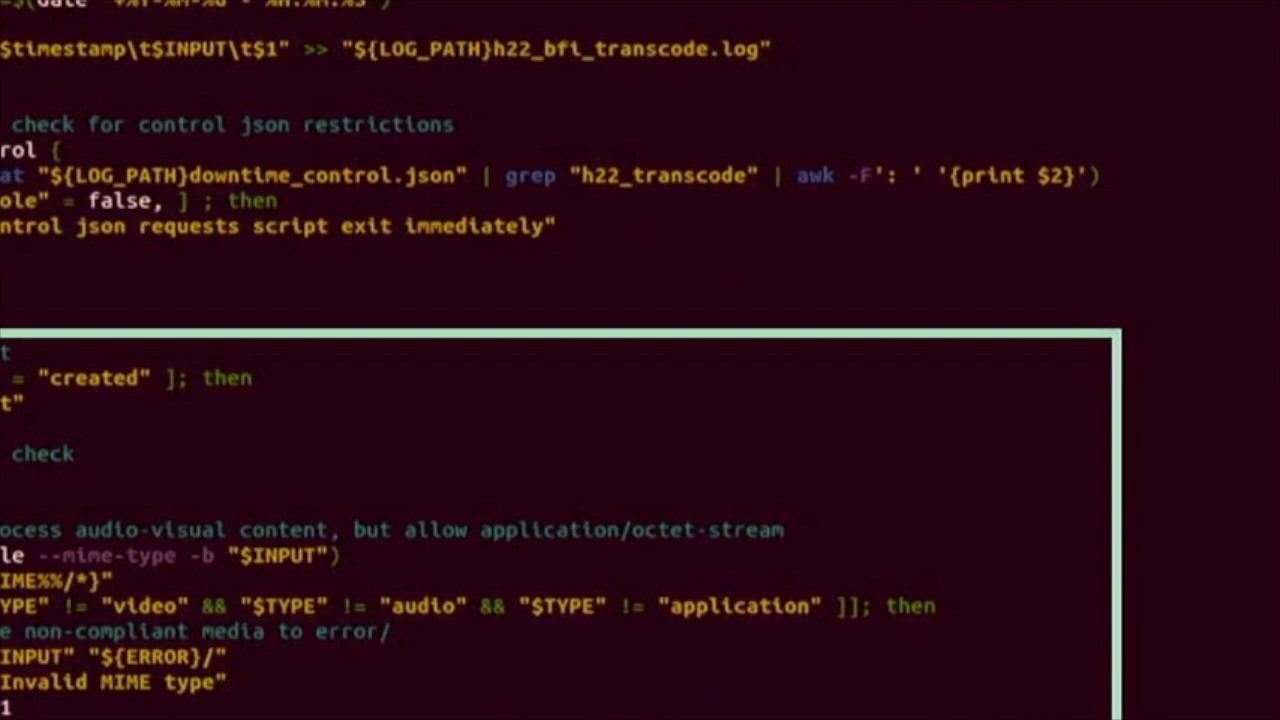 $timestamp\t$INPUT\t$1" >> "${LOG_PATH}h22_bfi_transcode.log"
check for control json restrictions
rol {
at "${LOG_PATH}downtime_control.json" | grep "h22_transcode" | awk -F': ' '{print $2}')
ole" = false, ] ; then
ntrol json requests script exit immediately"
t
= "created" ]; then
t"
check
ocess audio-visual content, but allow application/octet-stream
le --mime-type -b "$INPUT")
IME%%/*}"
YPE" != "video" && "$TYPE" != "audio" && "$TYPE" != "application" ]]; then
e non-compliant media to error/
INPUT" "${ERROR}/"
Invalid MIME type"
1